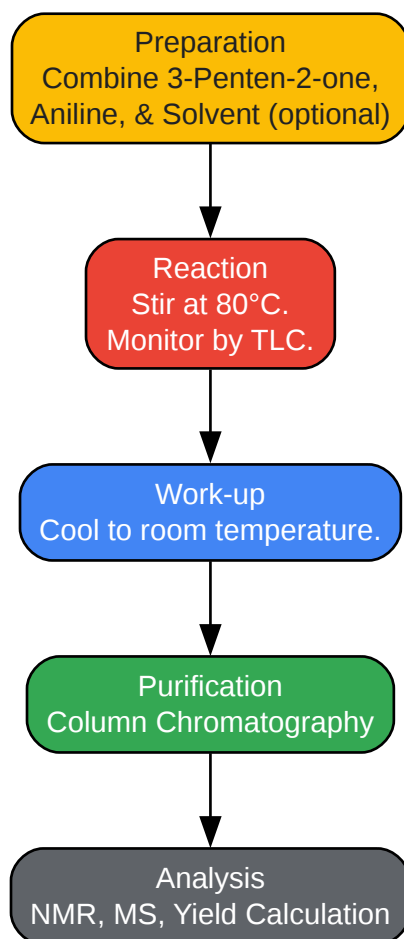 Preparation
Combine 3-Penten-2-one,
Aniline, & Solvent (optional)
Reaction
Stir at 80°C.
Monitor by TLC.
Work-up
Cool to room temperature.
Purification
Column Chromatography
Analysis
NMR, MS, Yield Calculation